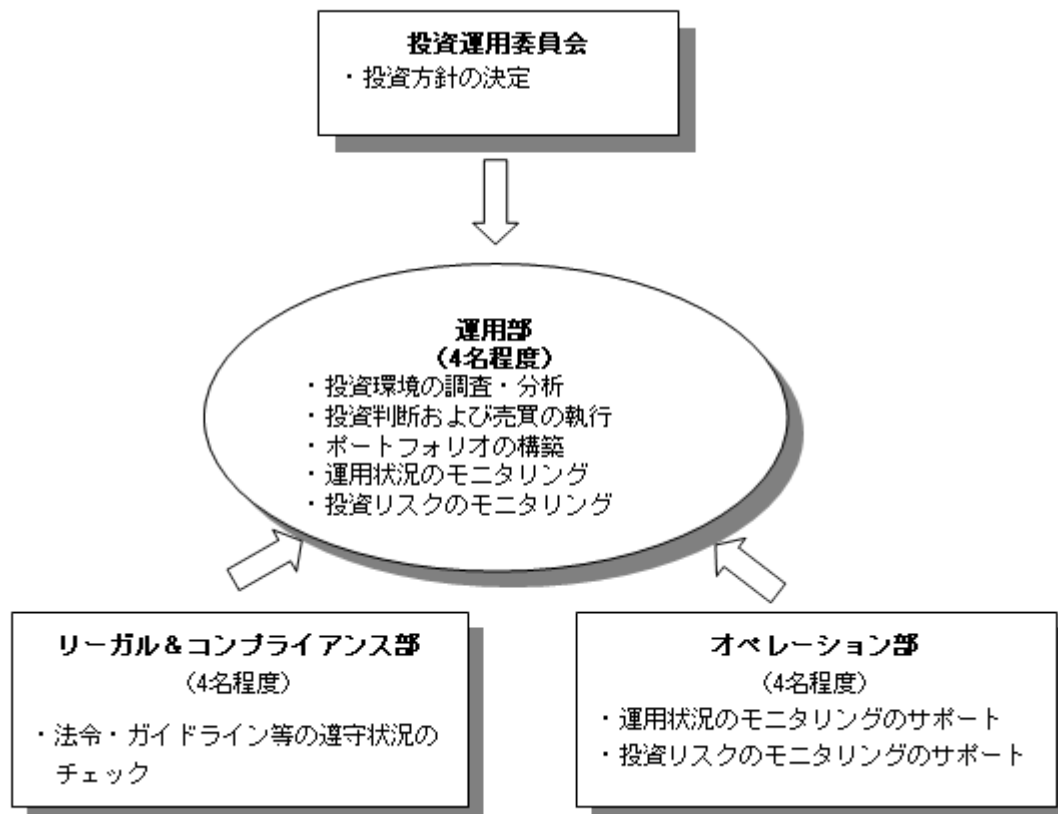 投資運用委員会
・投資方針の決定
運用部
(4名程度)
・投資環境の調査・分析
・投資判断および売買の執行
・ポートフォリオの構築
・運用状況のモニタリング
・投資リスクのモニタリング
リーガル＆コンプライアンス部
(4名程度)
・法令・ガイドライン等の遵守状況の
チェック
オペレーション部
(4名程度)
・運用状況のモニタリングのサポート
・投資リスクのモニタリングのサポート